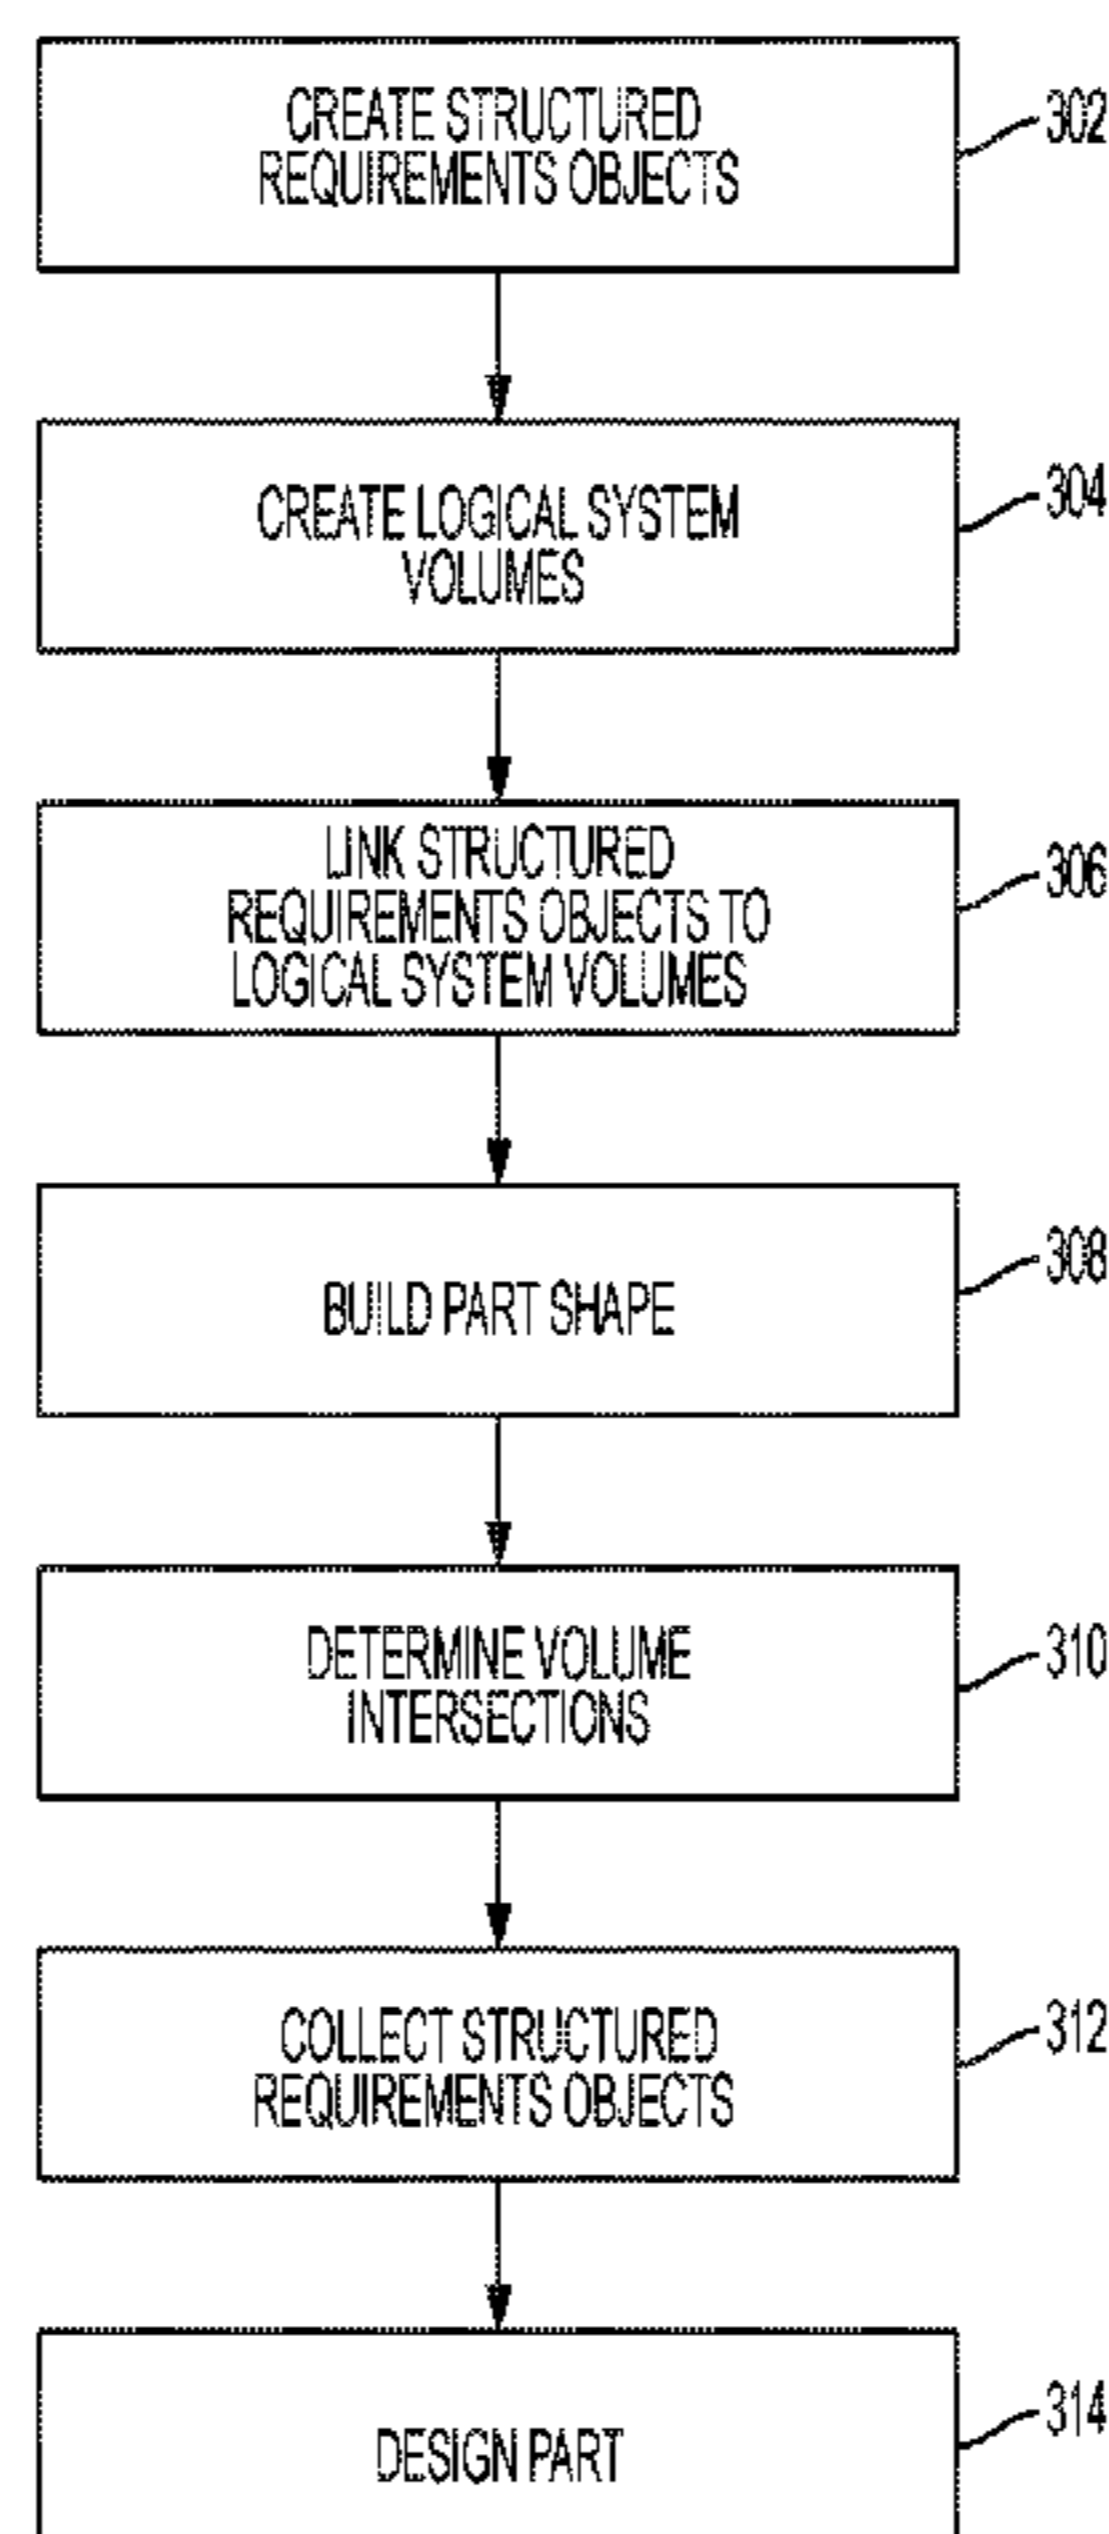 CREATE STRUCTURED
REQUIREMENTS OBJECTS
302
CREATE LOGICAL SYSTEM
VOLUMES
304
LINK STRUCTURED
REQUIREMENTS OBJECTS TO
LOGICAL SYSTEM VOLUMES
306
BUILD PART SHAPE
308
DETERMINE VOLUME
INTERSECTIONS
310
COLLECT STRUCTURED
REQUIREMENTS OBJECTS
312
DESIGN PART
314